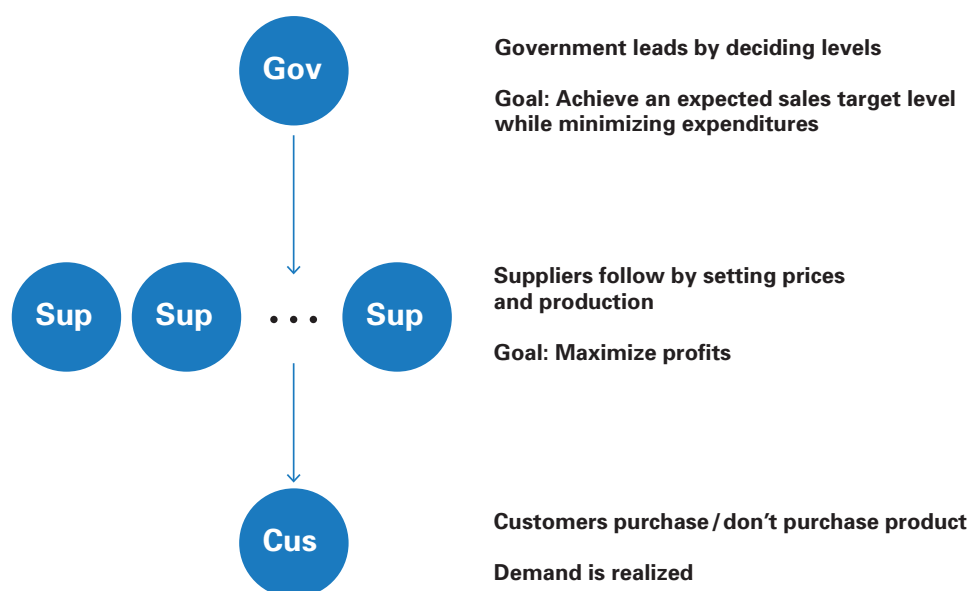 Gov
Government leads by deciding levels
Goal: Achieve an expected sales target level
while minimizing expenditures
Sup
Sup
...
Sup
Suppliers follow by setting prices
and production
Goal: Maximize profits
Cus
Customers purchase/don't purchase product
Demand is realized